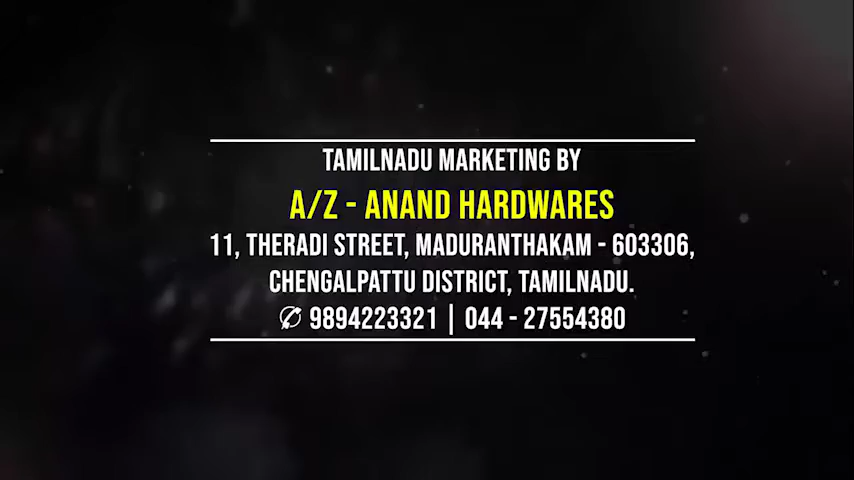 TAMILNADU MARKETING BY
A/Z - ANAND HARDWARES
11, THERADI STREET, MADURANTHAKAM - 603306,
CHENGALPATTU DISTRICT, TAMILNADU.
✆ 9894223321 | 044 - 27554380